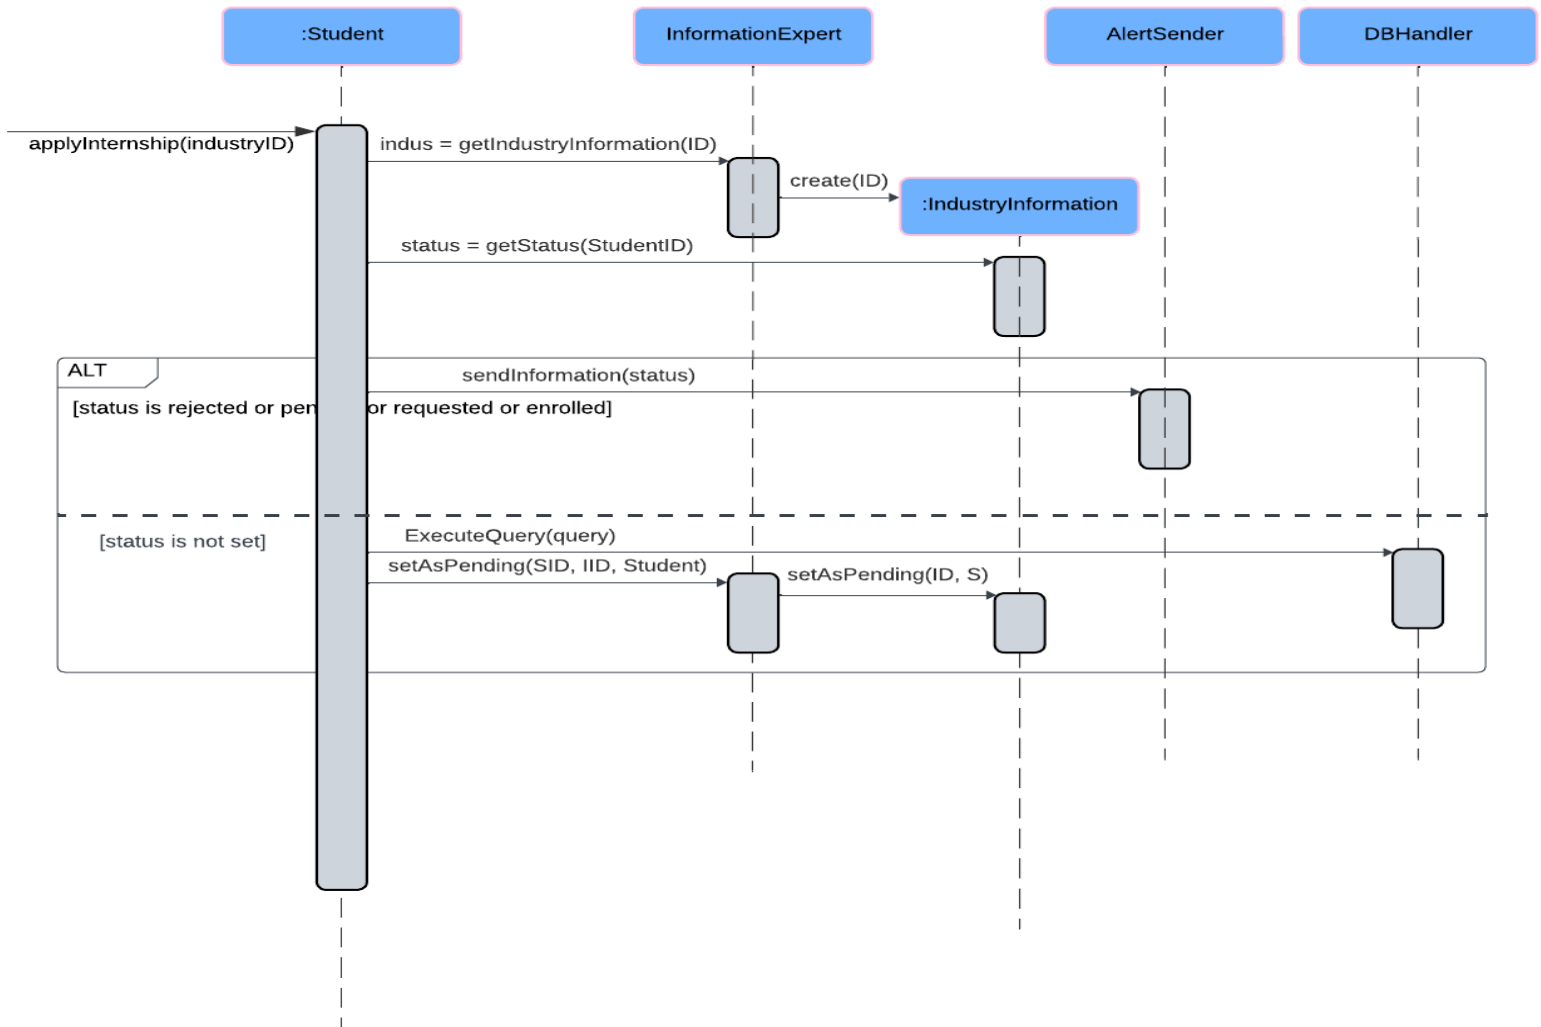 :Student
InformationExpert
AlertSender
DBHandler
applyInternship(industryID)
indus = getIndustryInformation(ID)
create(ID)
:IndustryInformation
status = getStatus(StudentID)
ALT
sendInformation(status)
[status is rejected or pen or requested or enrolled]
[status is not set]
ExecuteQuery(query)
setAsPending(SID, IID, Student)
setAsPending(ID, S)